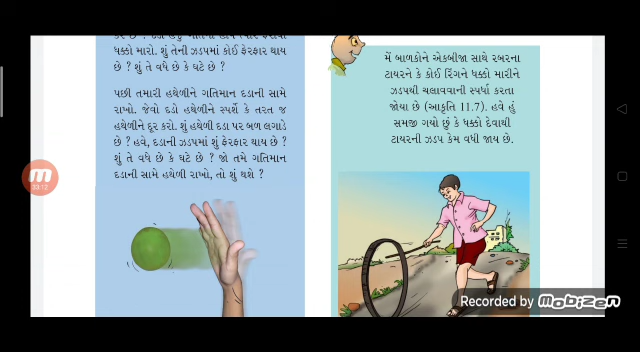 ધક્કો મારો. શું તેની ઝડપમાં કોઈ ફેરફાર થાય
છે ? શું તે વધે છે કે ઘટે છે ?
પછી તમારી હથેળીને ગતિમાન દડાની સામે
રાખો. જેવો દડો હથેળીને સ્પર્શે કે તરત જ
હથેળીને દૂર કરો. શું હથેળી દડા પર બળ લગાડે
છે ? હવે, દડાની ઝડપમાં શું ફેરફાર થાય છે ?
શું તે વધે છે કે ઘટે છે ? જો તમે ગતિમાન
દડાની સામે હથેળી રાખો, તો શું થશે ?
મેં બાળકોને એકબીજા સાથે રબરના
ટાયરને કે કોઈ રિંગને ધક્કો મારીને
ઝડપથી ચલાવવાની સ્પર્ધા કરતા
જોયા છે (આકૃતિ 11.7). હવે હું
સમજી ગયો છું કે ધક્કો દેવાથી
ટાયરની ઝડપ કેમ વધી જાય છે.
m
33:12
Recorded by mobizen